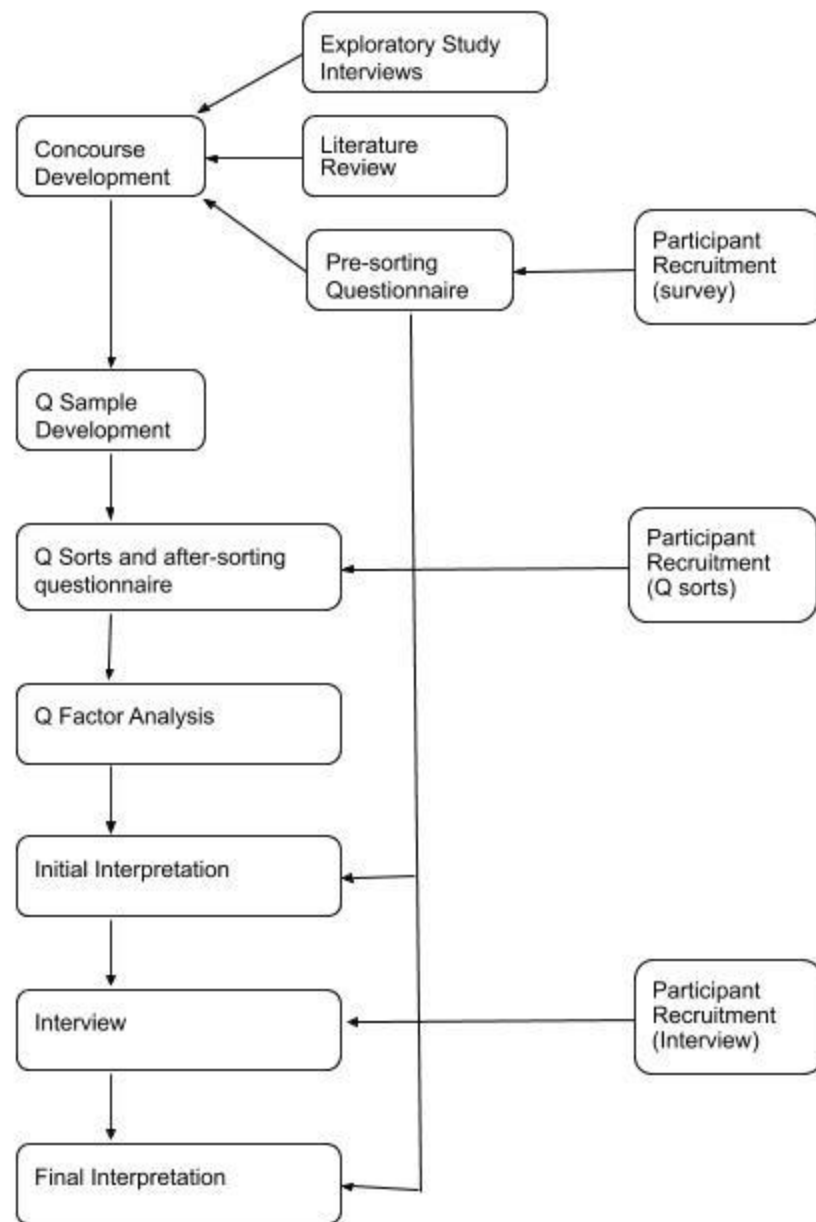 Exploratory Study
Interviews
Concourse
Development
Literature
Review
Pre-sorting
Questionnaire
Participant
Recruitment
(survey)
Q Sample
Development
Q Sorts and after-sorting
questionnaire
Participant
Recruitment
(Q sorts)
Q Factor Analysis
Initial Interpretation
Interview
Participant
Recruitment
(Interview)
Final Interpretation